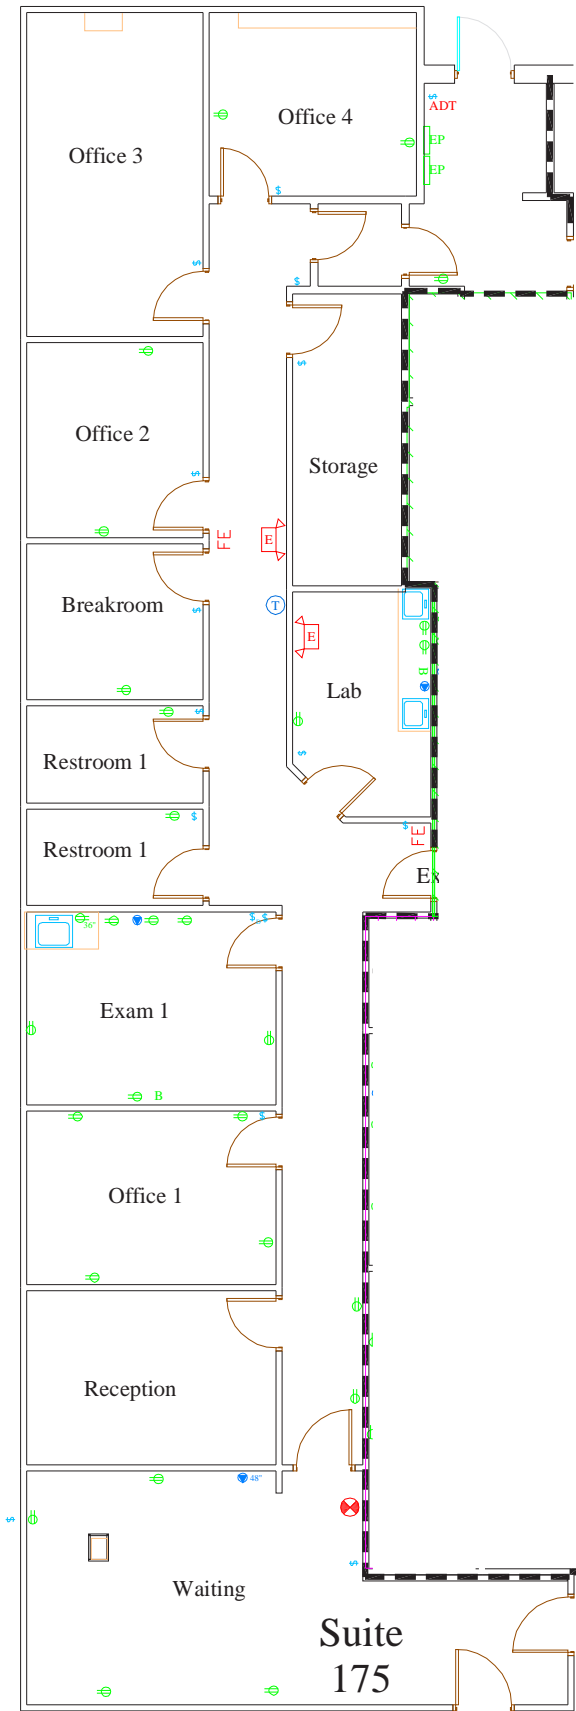 Office 3
Office 4
$
ADT
EP
EP
$
$
$
$
Office 2
Storage
$
FE
E
Breakroom
T
E
$
B
Lab
$
Restroom 1
$
$
Restroom 1
$
FE
Ex
36"
$ $
Exam 1
B
$
Office 1
Reception
48"
$
$
Waiting
Suite
175